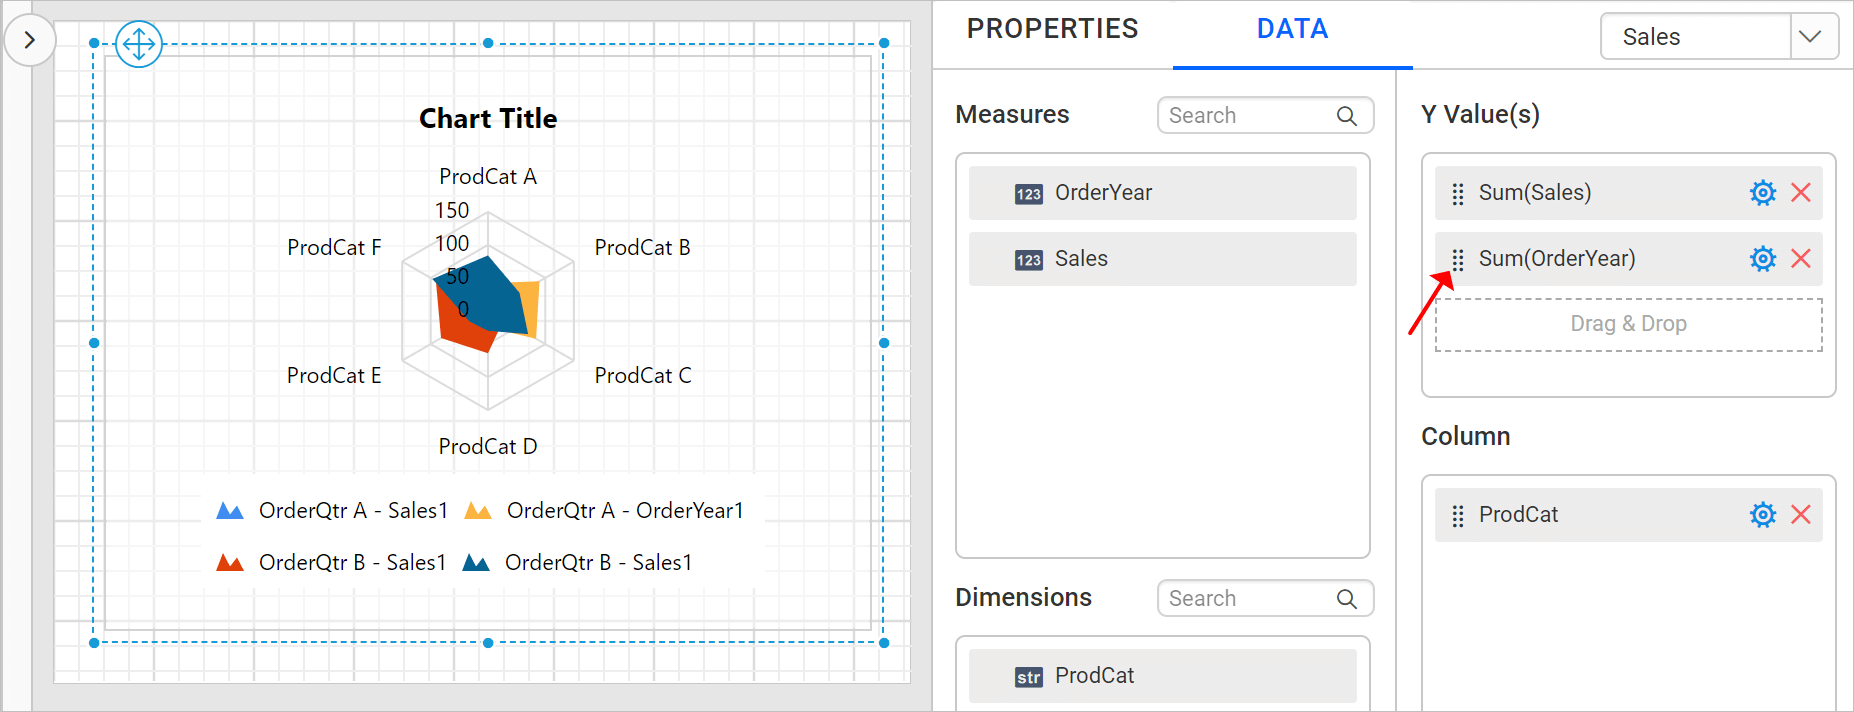 PROPERTIES
DATA
Sales
Chart Title
ProdCat A
150
ProdCat F
100
ProdCat B
50
0
ProdCat E
ProdCat C
ProdCat D
OrderQtr A - Sales1
OrderQtr A - OrderYear1
OrderQtr B - Sales1
OrderQtr B - Sales1
Measures
Search
123 OrderYear
123 Sales
Dimensions
Search
str ProdCat
Y Value(s)
Sum(Sales)
Sum(OrderYear)
Drag & Drop
Column
ProdCat